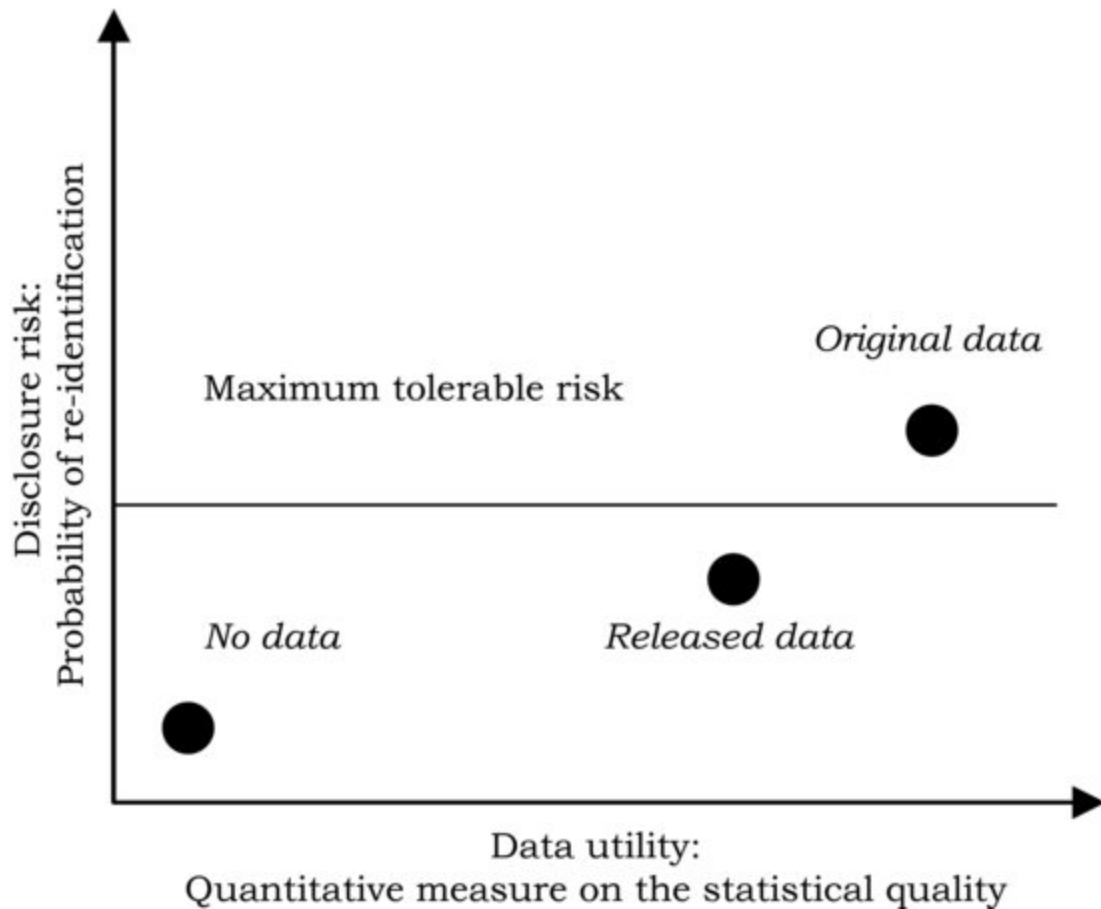 Disclosure risk:
Probability of re-identification
Original data
Maximum tolerable risk
No data
Released data
Data utility:
Quantitative measure on the statistical quality